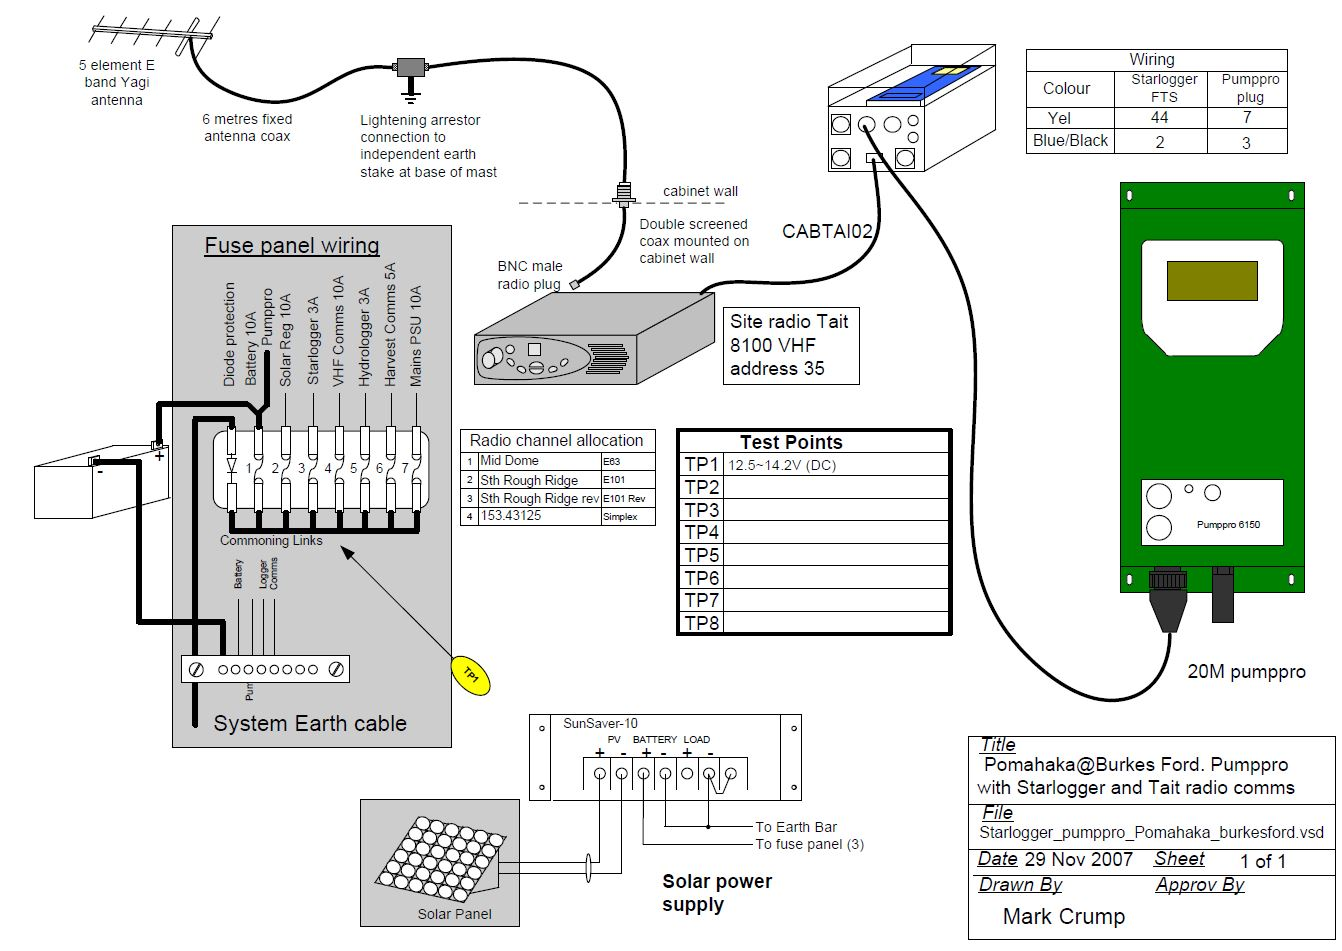 5 element E
band Yagi
antenna
6 metres fixed
antenna coax
Lightening arrestor
connection to
independent earth
stake at base of mast
cabinet wall
Double screened
coax mounted on
cabinet wall
BNC male
radio plug
CABTAI02
Wiring
Colour
Starlogger
FTS
Pumppro
plug
Yel
44
7
Blue/Black
2
3
Site radio Tait
8100 VHF
address 35
Fuse panel wiring
Diode protection
Battery 10A
Pumppro
Solar Reg 10A
Starlogger 3A
VHF Comms 10A
Hydrologger 3A
Harvest Comms 5A
Mains PSU 10A
+
-
1 2 3 4 5 6 7
Commoning Links
Battery
Logger
Comms
Pum
System Earth cable
TP1
Radio channel allocation
1 Mid Dome E63
2 Sth Rough Ridge E101
3 Sth Rough Ridge rev E101 Rev
4 153.43125 Simplex
Test Points
TP1 12.5~14.2V (DC)
TP2
TP3
TP4
TP5
TP6
TP7
TP8
Pumppro 6150
20M pumppro
SunSaver-10
PV BATTERY LOAD
+ - + - + -
To Earth Bar
To fuse panel (3)
Solar Panel
Solar power
supply
Title
Pomahaka@Burkes Ford. Pumppro
with Starlogger and Tait radio comms
File
Starlogger_pumppro_Pomahaka_burkesford.vsd
Date 29 Nov 2007 Sheet 1 of 1
Drawn By Approv By
Mark Crump